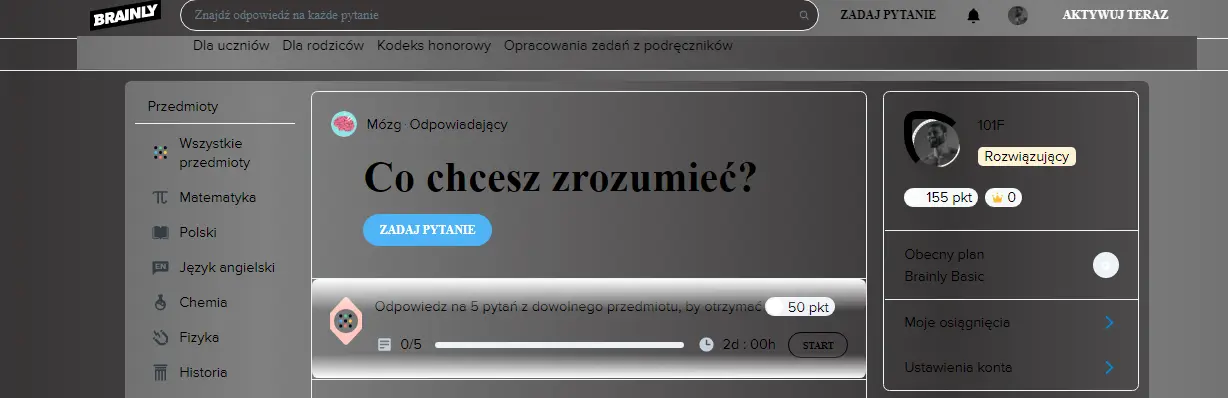 BRAINLY
Znajdź odpowiedź na każde pytanie
ZADAJ PYTANIE
AKTYWUJ TERAZ
Dla uczniów Dla rodziców Kodeks honorowy Opracowania zadań z podręczników
Przedmioty
Wszystkie
przedmioty
Matematyka
Polski
EN Język angielski
Chemia
Fizyka
Historia
Mózg · Odpowiadający
Co chcesz zrozumieć?
ZADAJ PYTANIE
Odpowiedz na 5 pytań z dowolnego przedmiotu, by otrzymać 50 pkt
0/5 2d : 00h START
101F
Rozwiązujący
155 pkt 0
Obecny plan
Brainly Basic
Moje osiągnięcia
Ustawienia konta